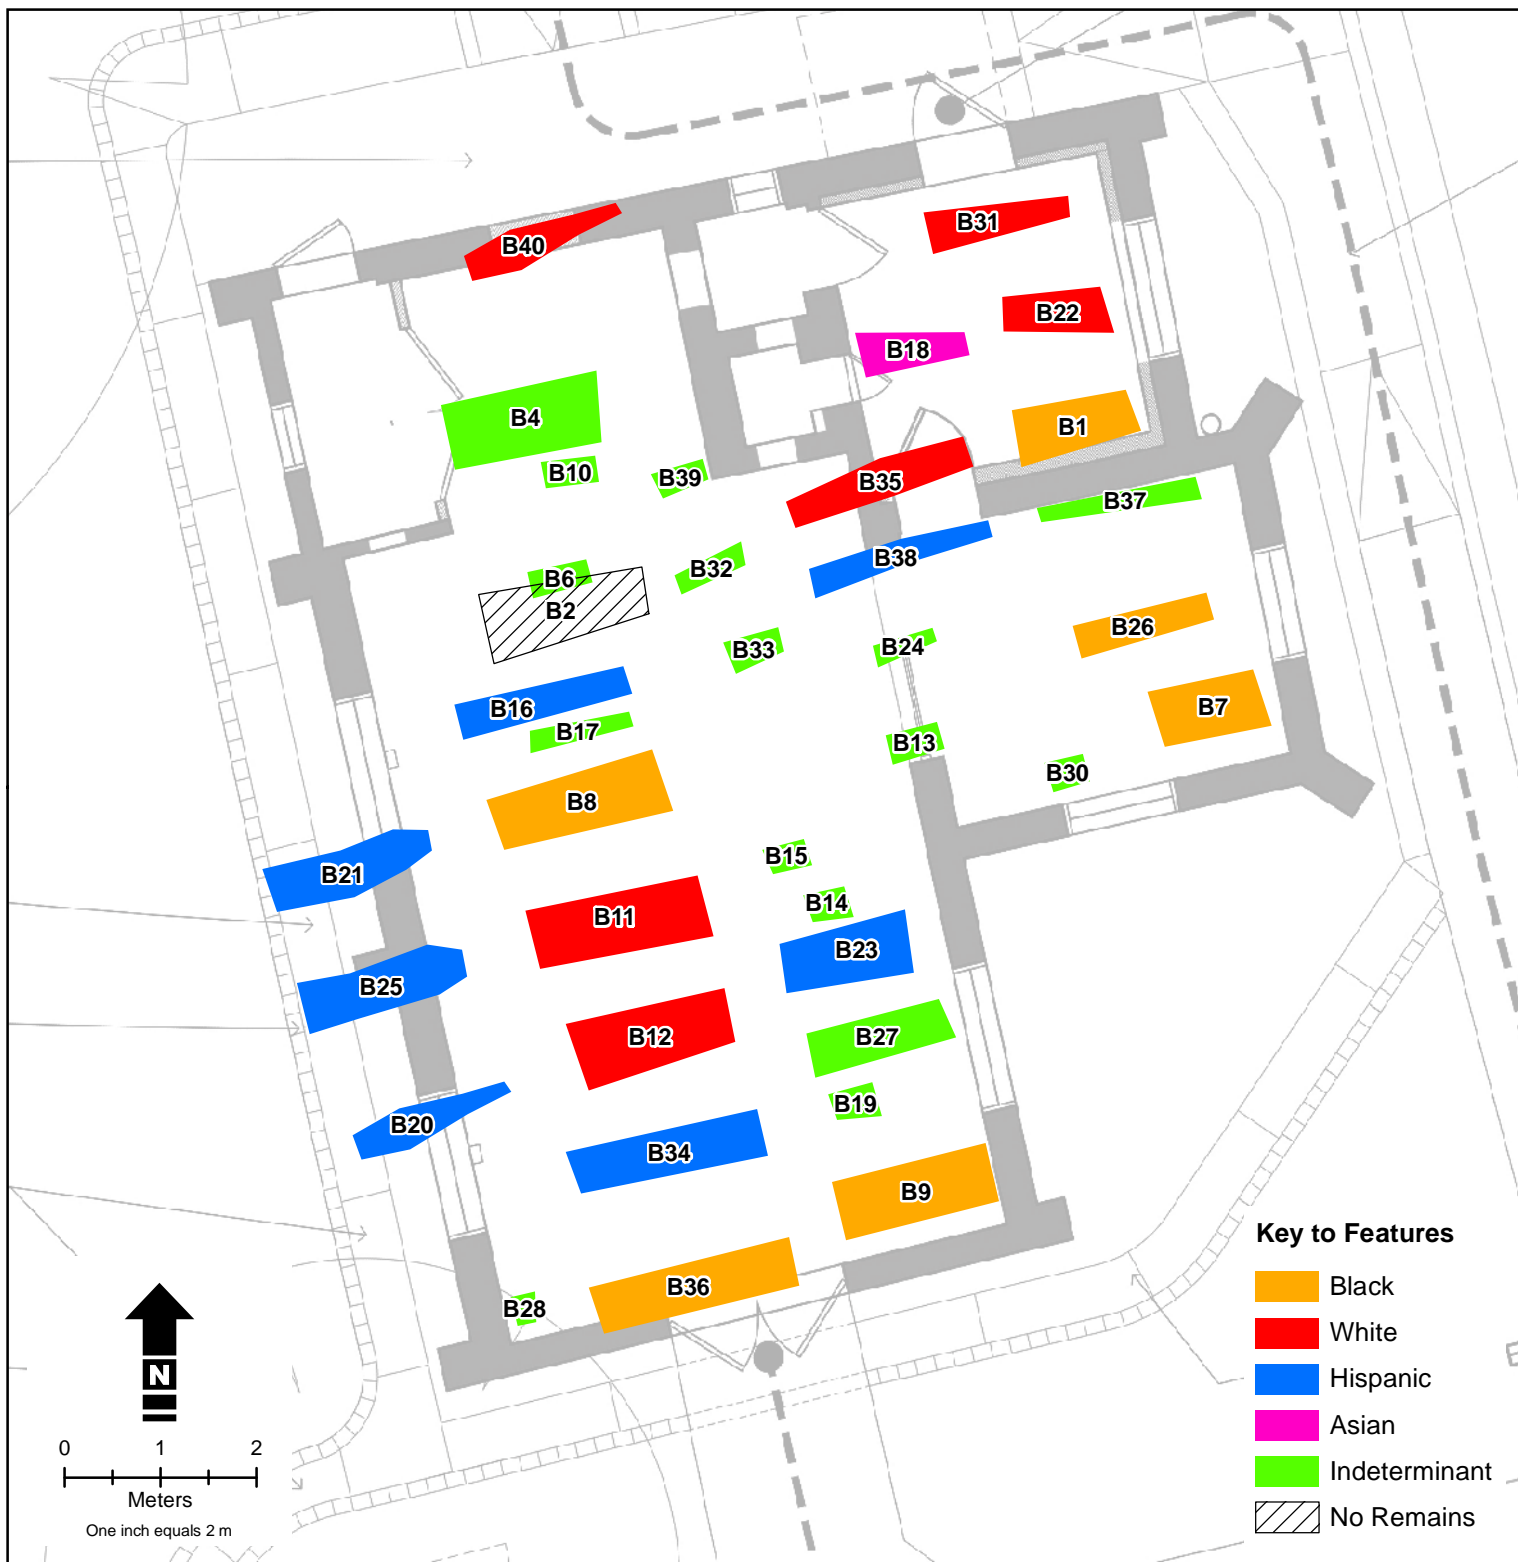 B31
B40
B22
B18
B4
B1
B10
B39
B35
B37
B38
B32
B6
B2
B26
B33
B24
B16
B7
B17
B13
B30
B8
B15
B21
B14
B11
B23
B25
B12
B27
B19
B20
B34
B9
B36
B28
Key to Features
Black
White
Hispanic
Asian
Indeterminant
No Remains
N
0 1 2
Meters
One inch equals 2 m